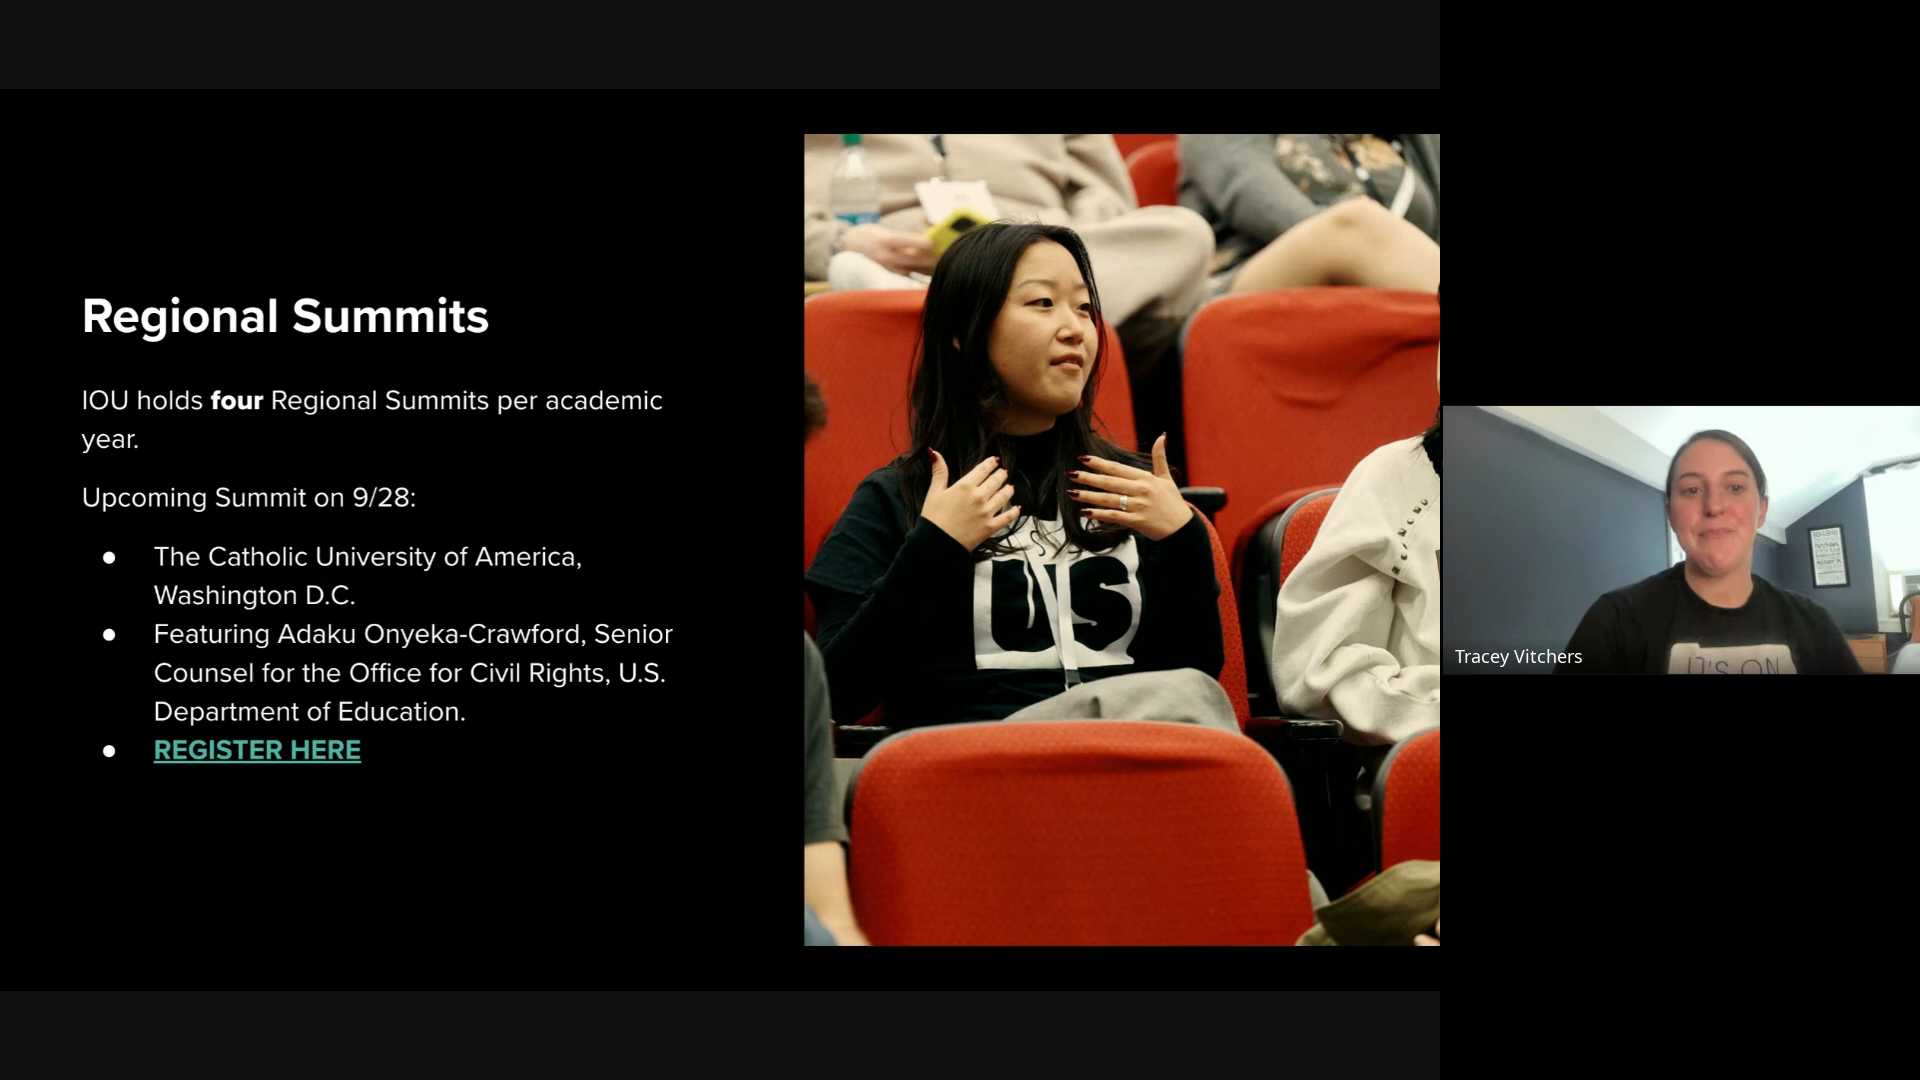 Regional Summits
IOU holds four Regional Summits per academic
year.
Upcoming Summit on 9/28:
● The Catholic University of America,
Washington D.C.
● Featuring Adaku Onyeka-Crawford, Senior
Counsel for the Office for Civil Rights, U.S.
Department of Education.
● REGISTER HERE
US
Tracey Vitchers
IT'S ON